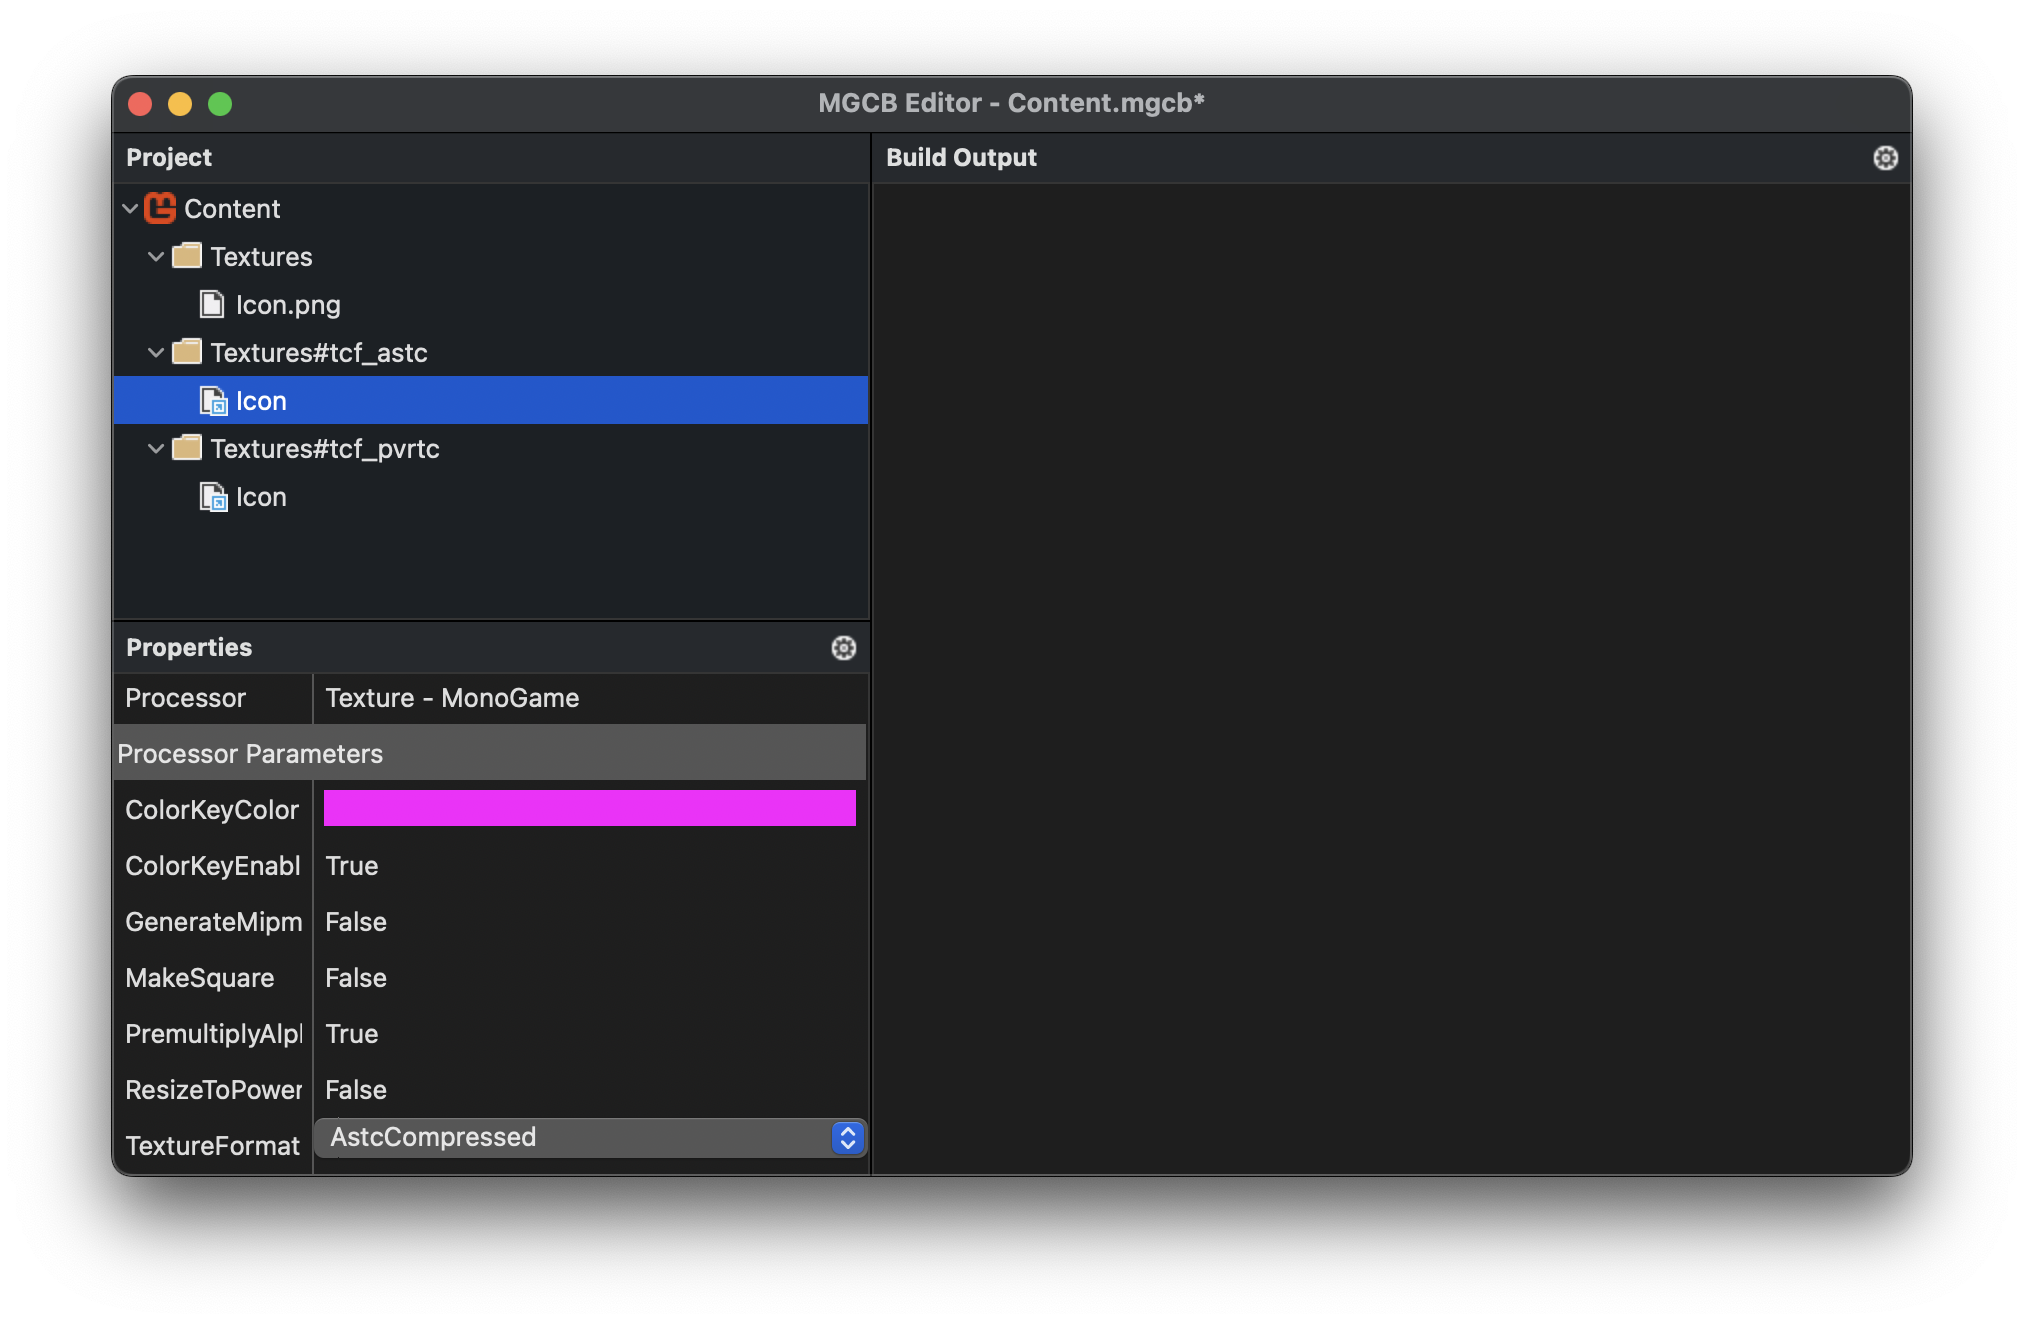 MGCB Editor - Content.mgcb*
Project
Content
Textures
Icon.png
Textures#tcf_astc
Icon
Textures#tcf_pvrtc
Icon
Properties
Processor Texture - MonoGame
Processor Parameters
ColorKeyColor
ColorKeyEnabl True
GenerateMipm False
MakeSquare False
PremultiplyAlpl True
ResizeToPower False
TextureFormat AstcCompressed
Build Output